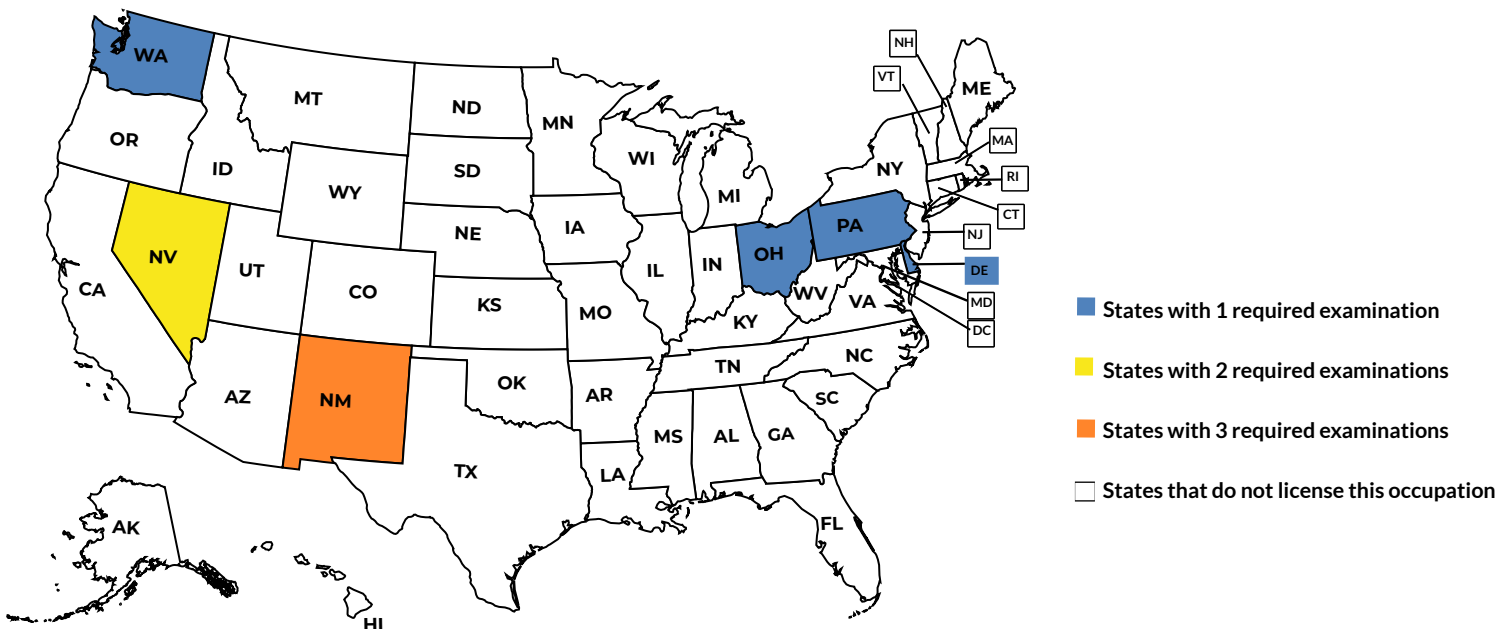 NH
WA
VT
ME
MT
ND
MN
OR
MA
WI
NY
ID
SD
RI
WY
MI
CT
PA
IA
NE
NJ
OH
NV
IN
UT
IL
DE
CA
CO
WV
VA
MD
KS
MO
KY
DC
NC
TN
OK
AZ
NM
AR
SC
MS
AL
GA
TX
LA
FL
AK
HI
States with 1 required examination
States with 2 required examinations
States with 3 required examinations
States that do not license this occupation